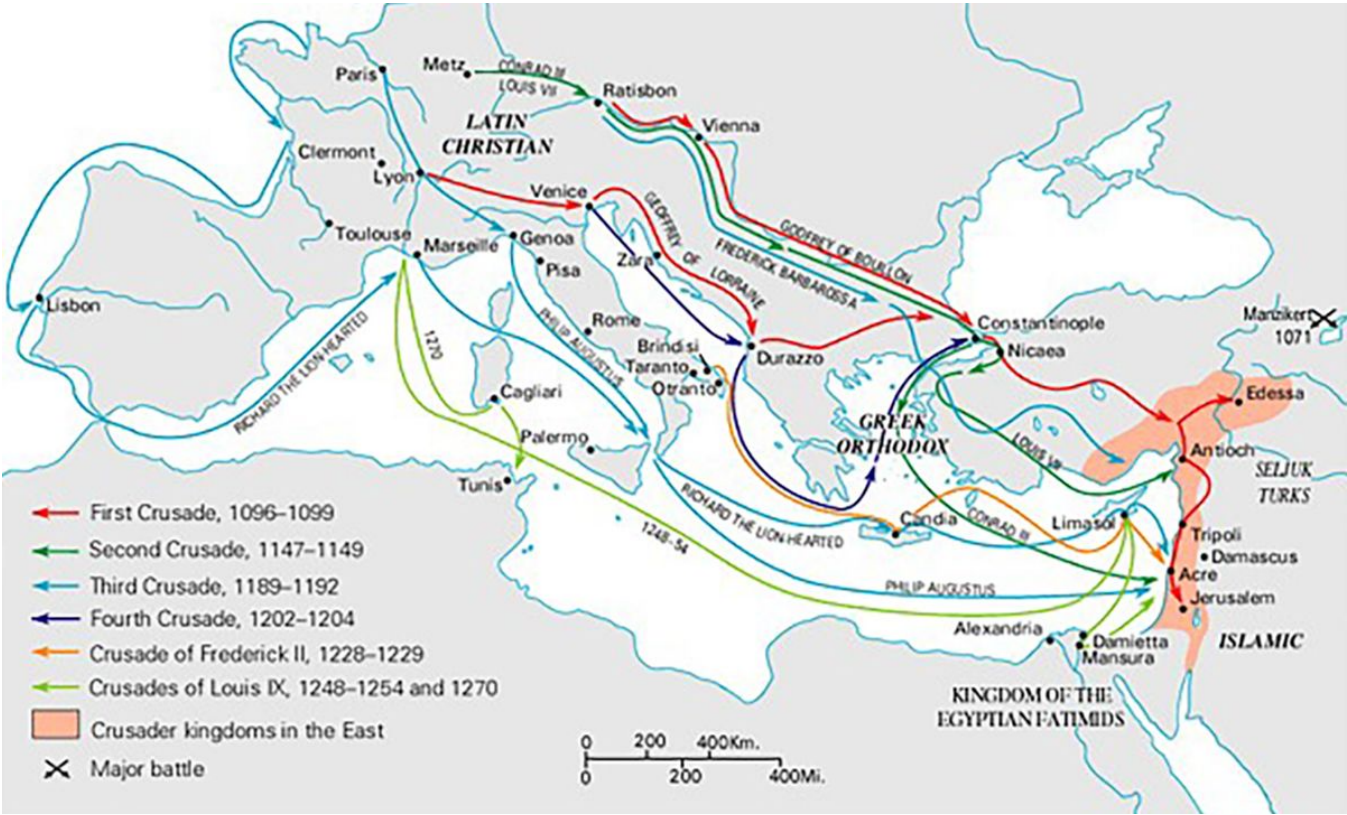 Metz
CONRAD III
LOUIS VII
Paris
Ratisbon
LATIN
CHRISTIAN
Vienna
Clermont
Lyon
Venice
GEOFFREY OF LORRAINE
GODFREY OF BOUILLON
FREDERICK BARBAROSSA
Toulouse
Marseille
Genoa
Pisa
Zara
Lisbon
RICHARD THE LION-HEARTED
1270
PHILIP AUGUSTUS
Rome
Brindisi
Taranto
Otranto
Durazzo
Constantinople
Nicaea
Manzikert
1071
Edessa
Cagliari
Palermo
Tunis
GREEK
ORTHODOX
LOUIS VII
Antioch
SELJUK
TURKS
RICHARD THE LION-HEARTED
1248-54
Candia
CONRAD III
Limasol
Tripoli
Damascus
PHILIP AUGUSTUS
Acre
Jerusalem
Alexandria
Damietta
Mansura
ISLAMIC
KINGDOM OF THE
EGYPTIAN FATIMIDS
First Crusade, 1096–1099
Second Crusade, 1147–1149
Third Crusade, 1189–1192
Fourth Crusade, 1202–1204
Crusade of Frederick II, 1228–1229
Crusades of Louis IX, 1248–1254 and 1270
Crusader kingdoms in the East
Major battle
0 200 400Km.
0 200 400Mi.